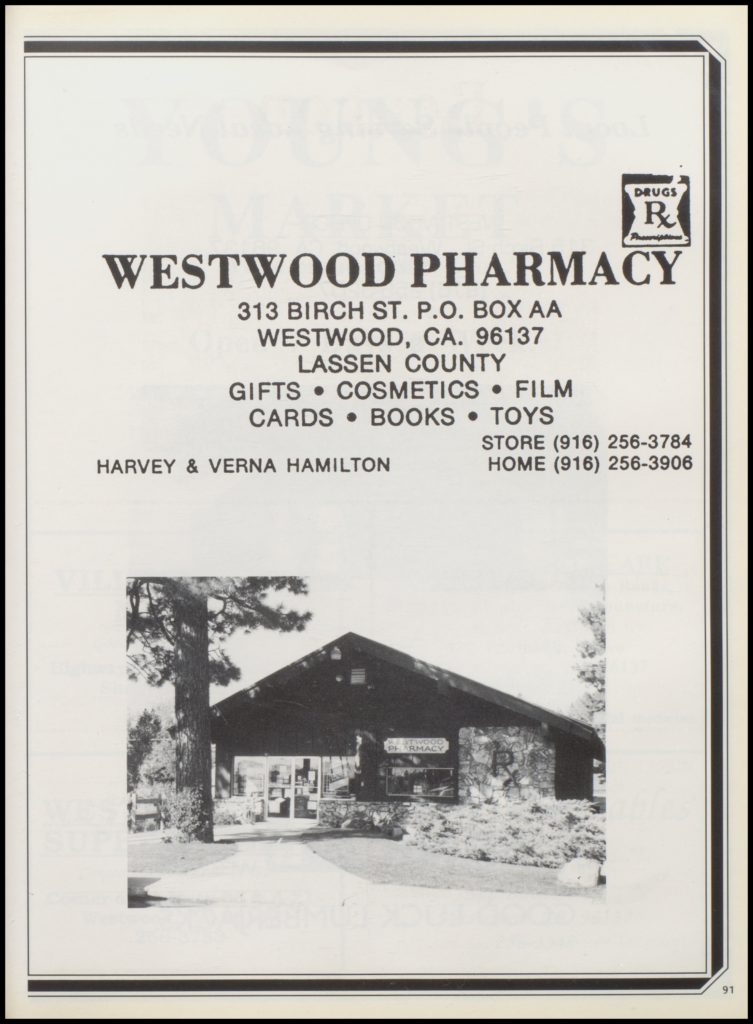 DRUGS
Rx
Prescriptions
WESTWOOD PHARMACY
313 BIRCH ST. P.O. BOX AA
WESTWOOD, CA. 96137
LASSEN COUNTY
GIFTS • COSMETICS • FILM
CARDS • BOOKS • TOYS
STORE (916) 256-3784
HARVEY & VERNA HAMILTON HOME (916) 256-3906
WESTWOOD
PHARMACY
Rx
91